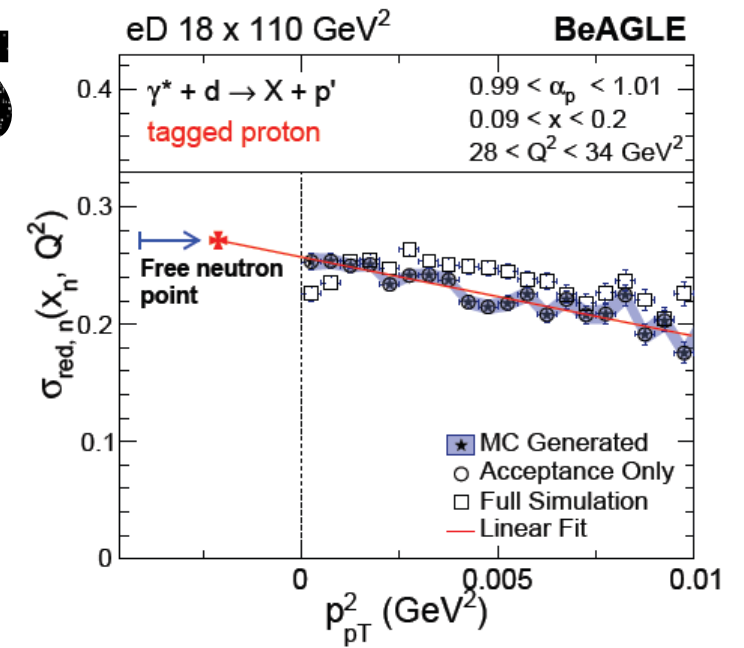 eD 18 x 110 GeV² BeAGLE
γ* + d → X + p'
tagged proton
0.99 < αₚ < 1.01
0.09 < x < 0.2
28 < Q² < 34 GeV²
σ_red, n(xₙ, Q²)
0.4
0.3
0.2
0.1
0
Free neutron
point
MC Generated
Acceptance Only
Full Simulation
Linear Fit
0 0.005 0.01
p²_pT (GeV²)